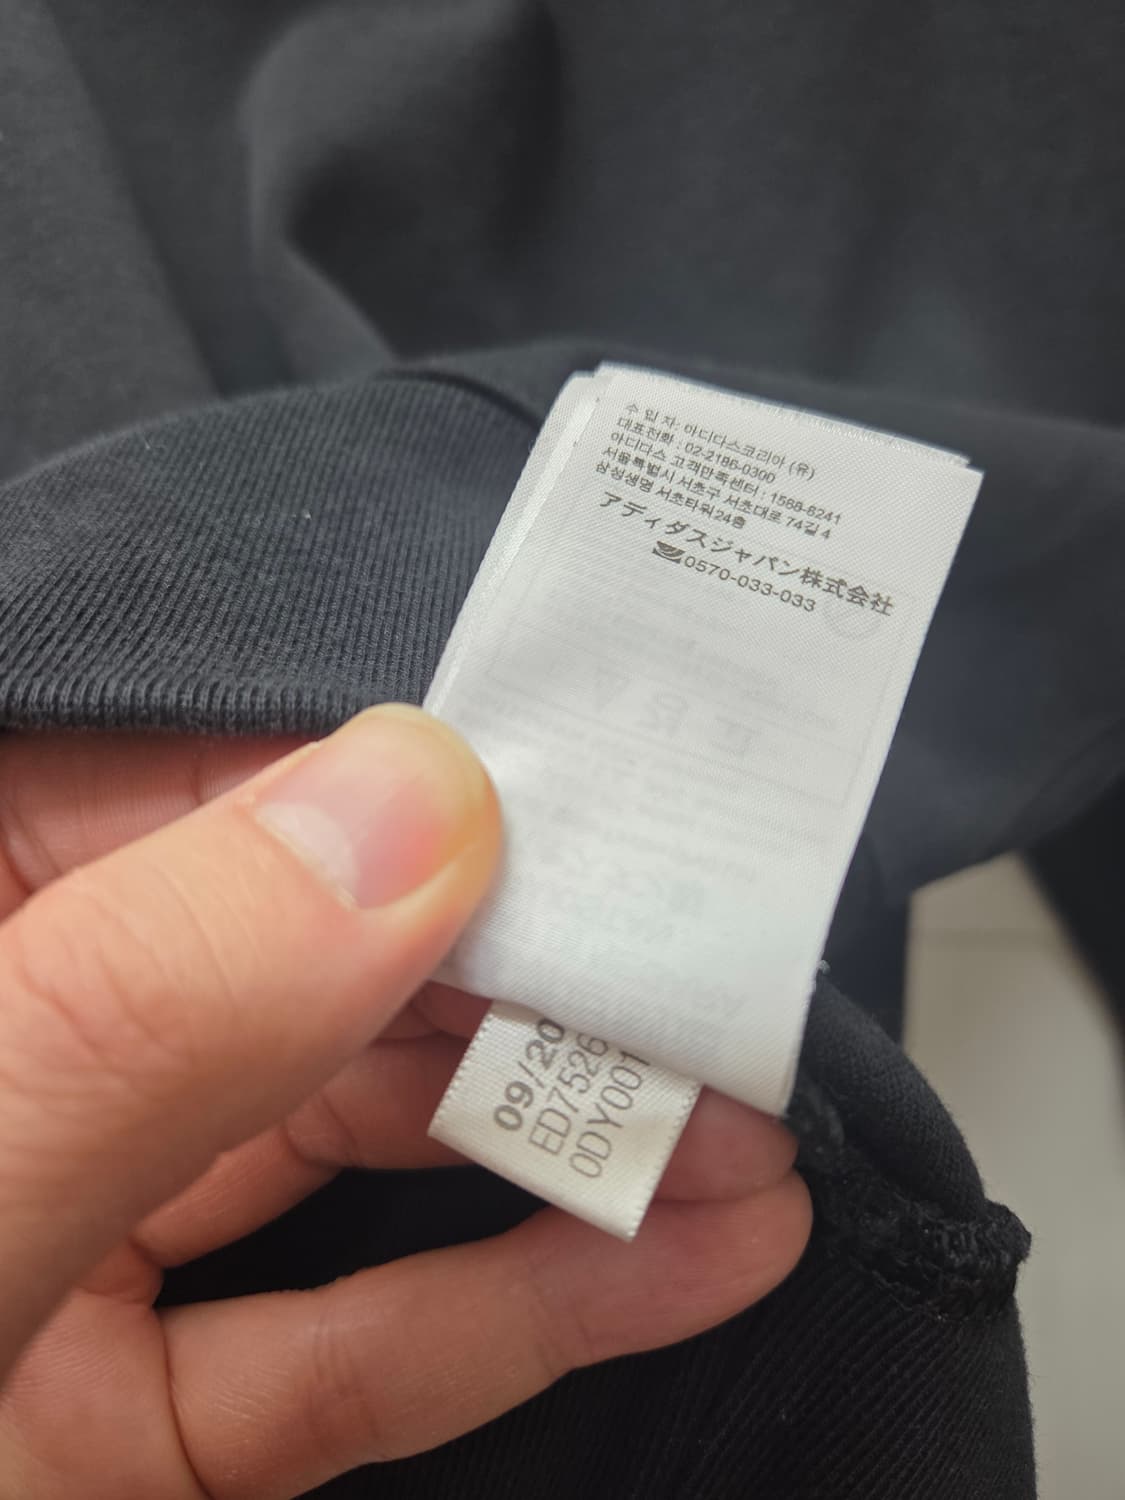 수 입 자: 아디다스코리아 (유)
대표전화 : 02-2186-0300
아디다스 고객만족센터 : 1588-8241
서울특별시 서초구 서초대로 74길 4
삼성생명 서초타워24층
アディダスジャパン株式会社
0570-033-033
09/20
ED7526
0DY001